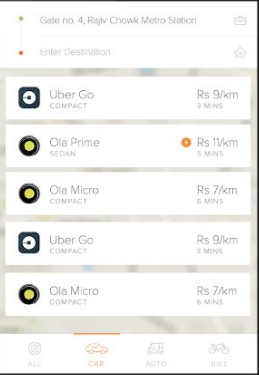 Gate no. 4, Rajiv Chowk Metro Station
Enter Destination
Uber Go Rs 9/km
COMPACT 3 MINS
Ola Prime Rs 11/km
SEDAN 5 MINS
Ola Micro Rs 7/km
COMPACT 6 MINS
Uber Go Rs 9/km
COMPACT 3 MINS
Ola Micro Rs 7/km
COMPACT 6 MINS
ALL CAR AUTO BIKE